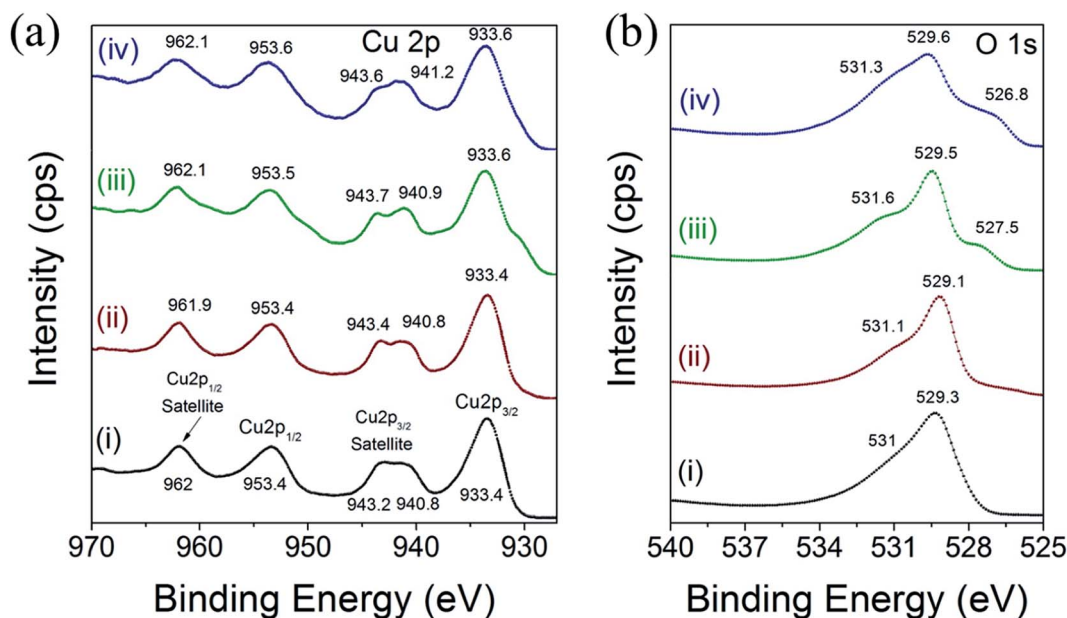 (a)
Cu 2p
(iv)
962.1
953.6
943.6
941.2
933.6
(iii)
962.1
953.5
943.7
940.9
933.6
(ii)
961.9
953.4
943.4
940.8
933.4
Cu2p1/2
Satellite
Cu2p1/2
Cu2p3/2
Satellite
Cu2p3/2
(i)
962
953.4
943.2
940.8
933.4
970
960
950
940
930
Binding Energy (eV)
Intensity (cps)
(b)
O 1s
(iv)
531.3
529.6
526.8
(iii)
531.6
529.5
527.5
(ii)
531.1
529.1
(i)
531
529.3
540
537
534
531
528
525
Binding Energy (eV)
Intensity (cps)